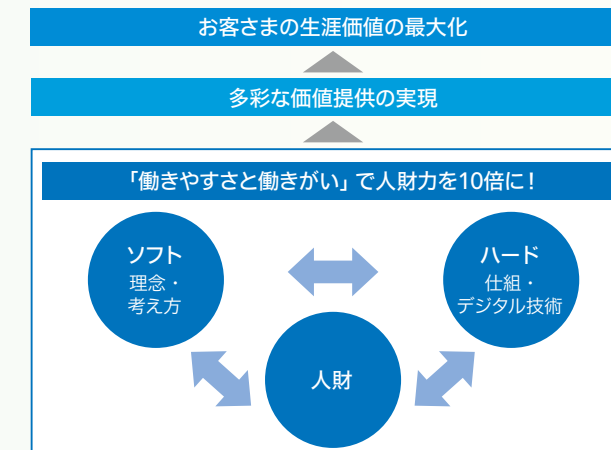 お客さまの生涯価値の最大化
多彩な価値提供の実現
「働きやすさと働きがい」で人財力を10倍に!
ソフト
理念・
考え方
ハード
仕組・
デジタル技術
人財